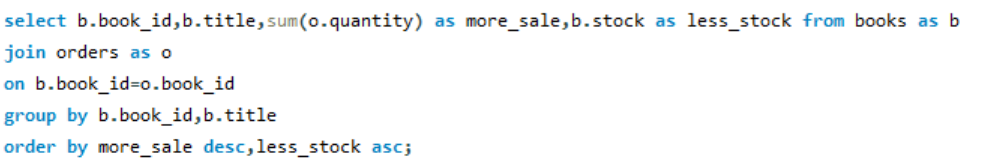 select b.book_id,b.title,sum(o.quantity) as more_sale,b.stock as less_stock from books as b
join orders as o
on b.book_id=o.book_id
group by b.book_id,b.title
order by more_sale desc,less_stock asc;